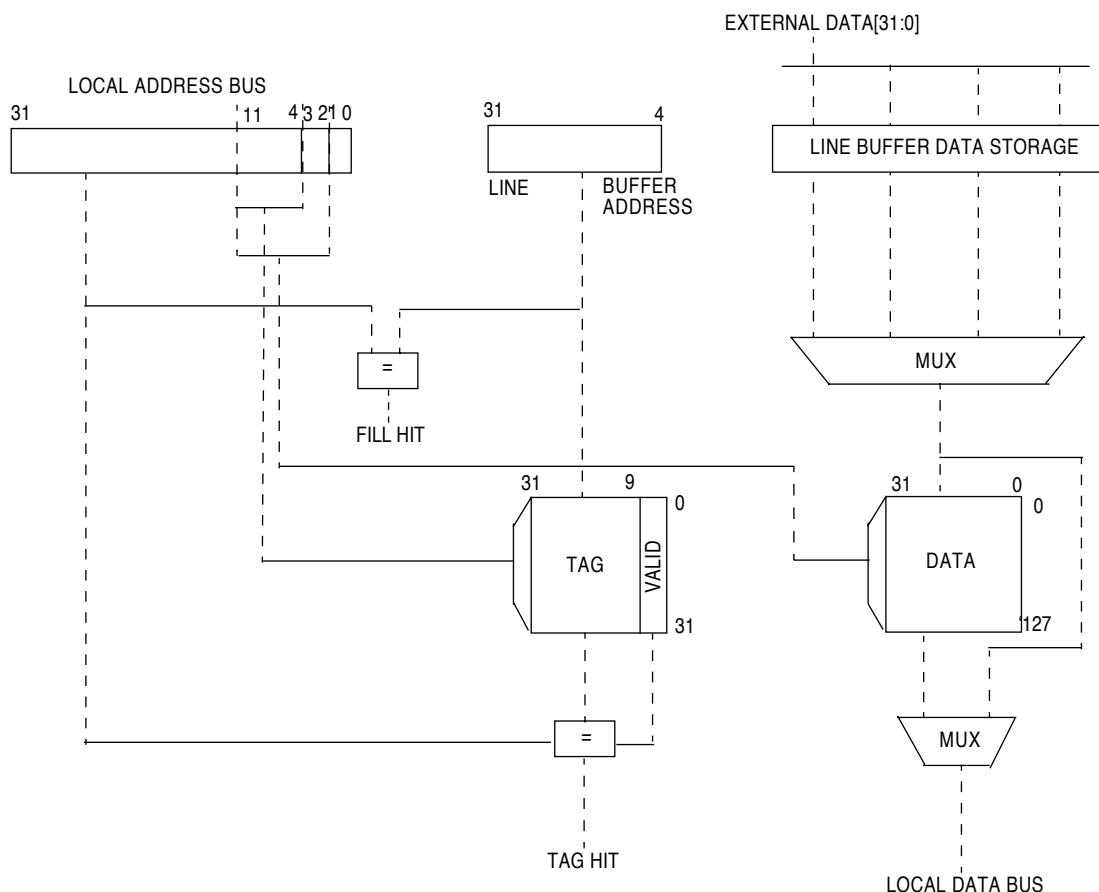 EXTERNAL DATA[31:0]
LOCAL ADDRESS BUS
31 11 4 3 2 1 0
31 4
LINE BUFFER DATA STORAGE
LINE BUFFER
ADDRESS
MUX
=
FILL HIT
31 9 0
31 0 0
TAG
VALID
DATA
31
127
=
MUX
TAG HIT
LOCAL DATA BUS